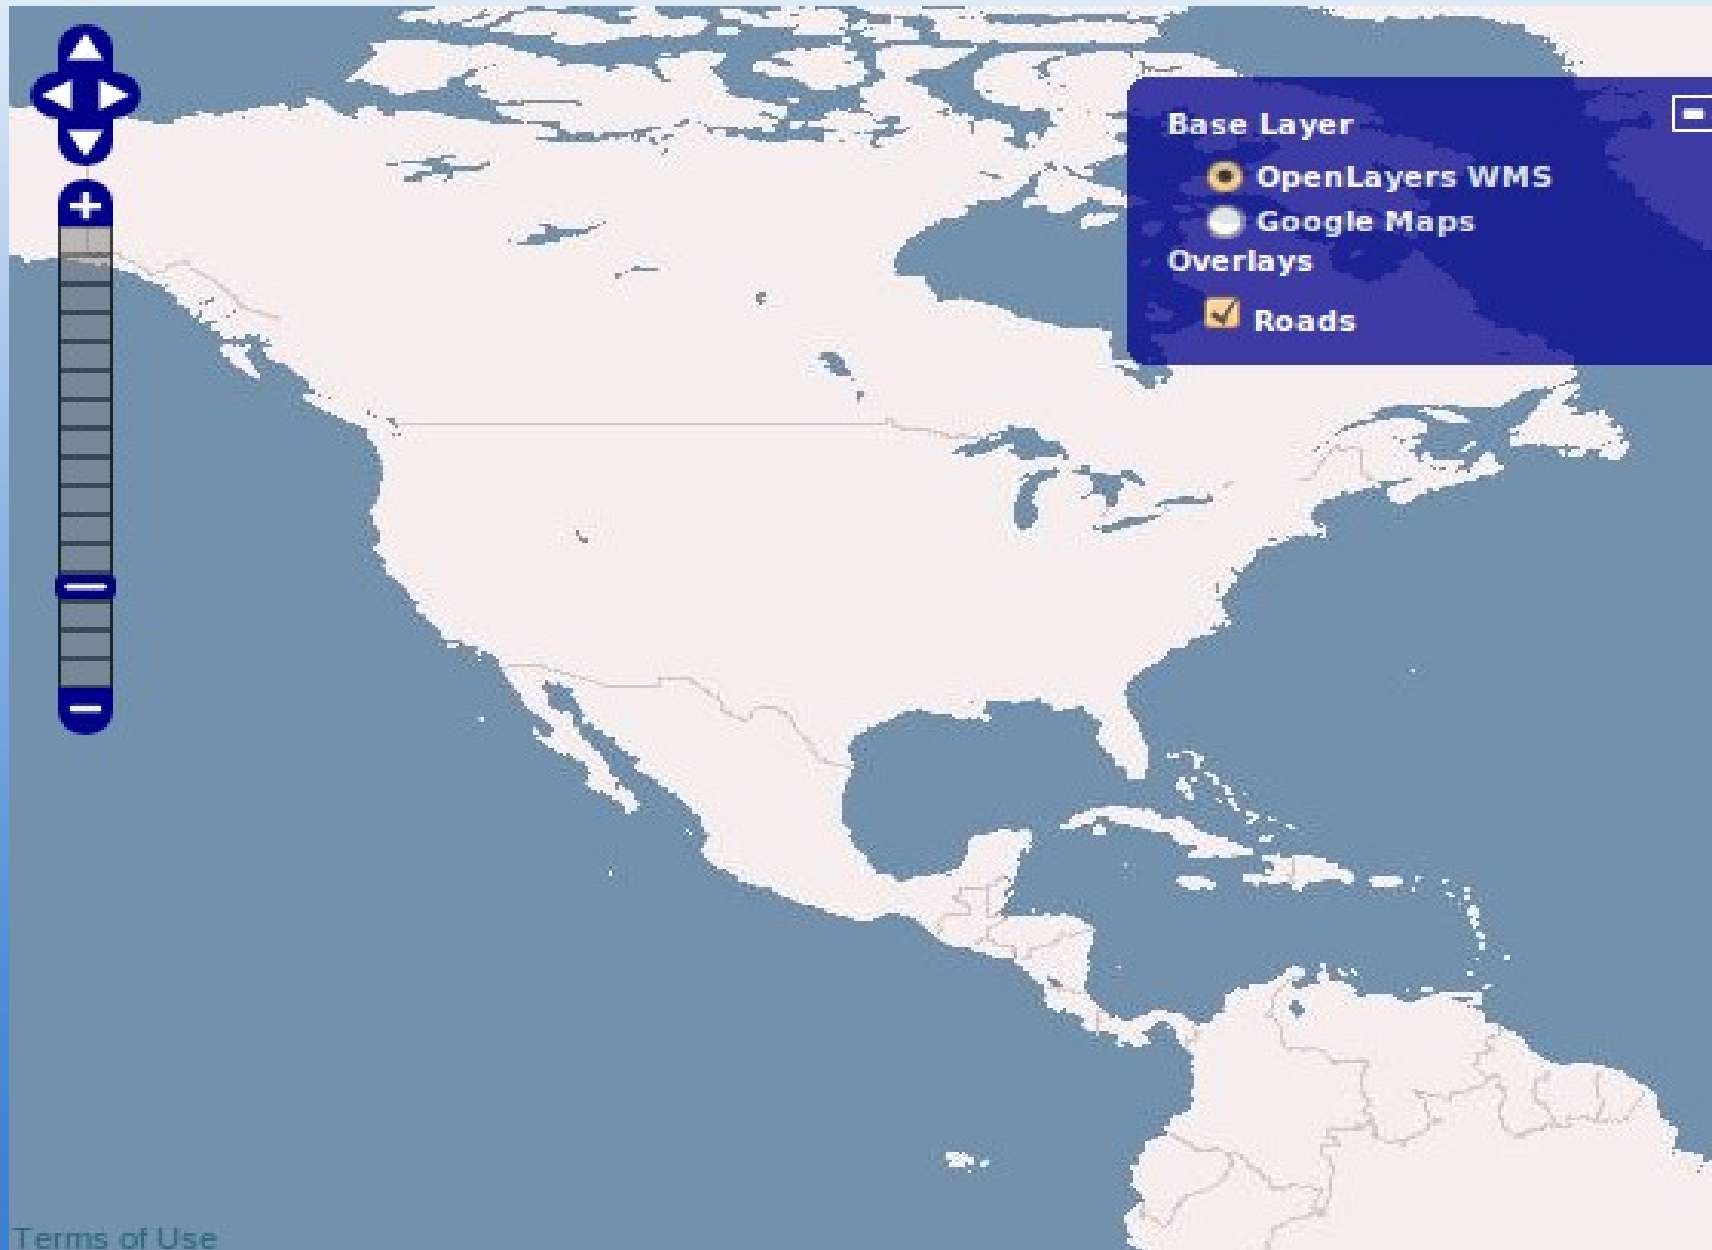 Base Layer
OpenLayers WMS
Google Maps
Overlays
Roads
Terms of Use